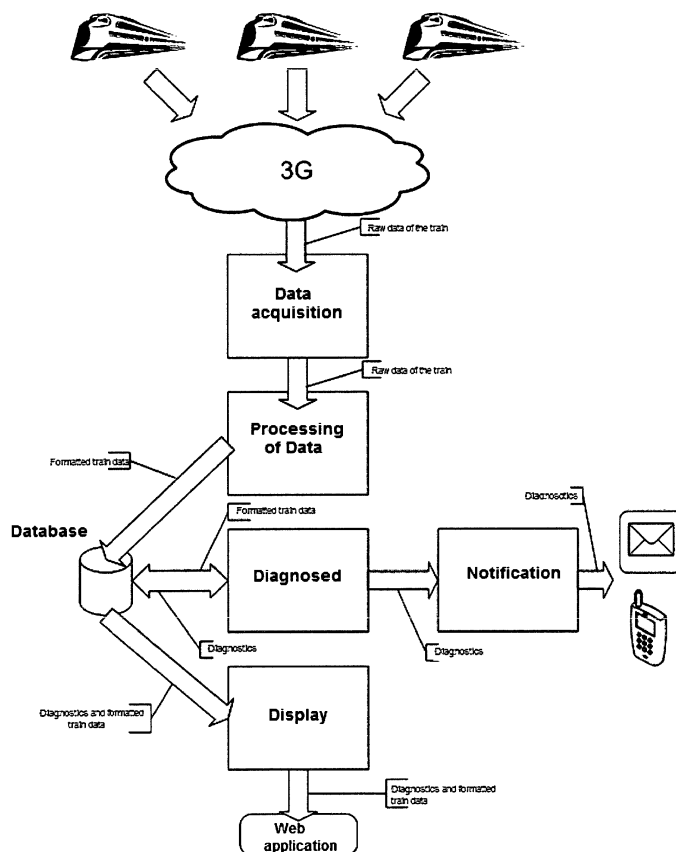 3G
Raw data of the train
Data
acquisition
Raw data of the train
Processing
of Data
Formatted train data
Database
Formatted train data
Diagnosotics
Diagnosed
Notification
Diagnostics
Diagnostics
Diagnostics and formatted
train data
Display
Diagnostics and formatted
train data
Web
application